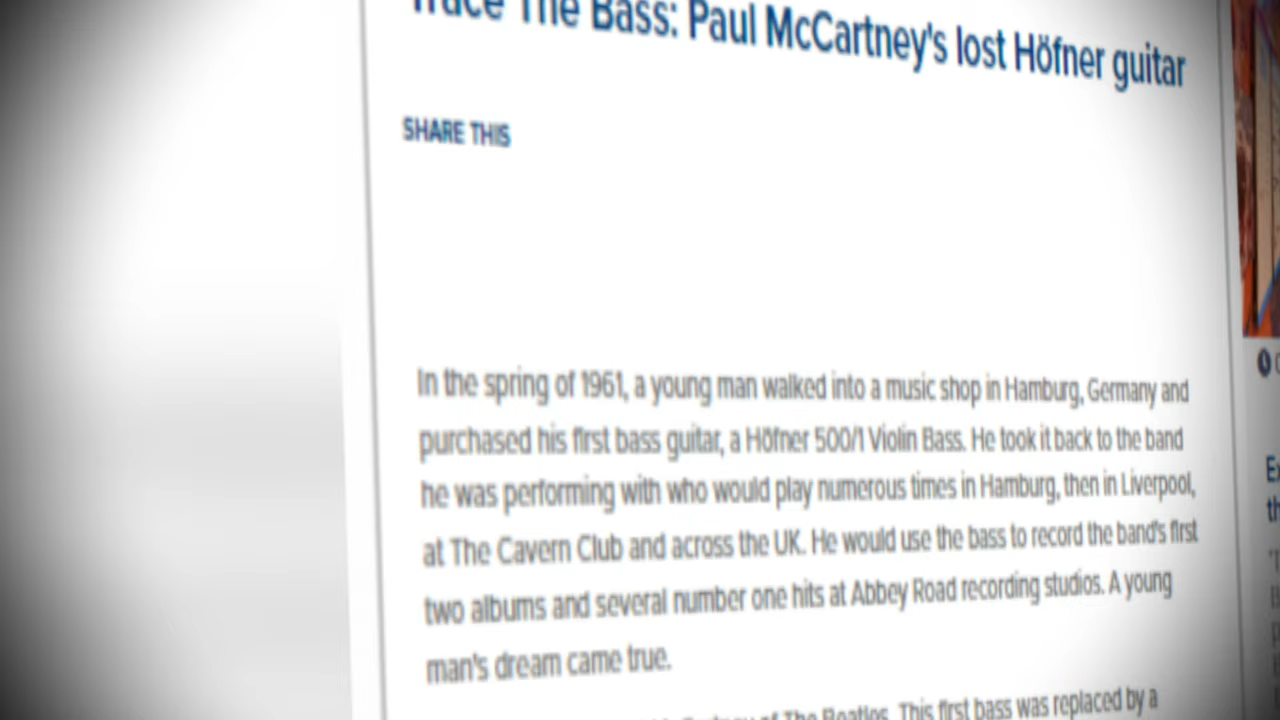 The Bass: Paul McCartney's lost Höfner guitar
SHARE THIS
In the spring of 1961, a young man walked into a music shop in Hamburg, Germany and
purchased his first bass guitar, a Höfner 500/1 Violin Bass. He took it back to the band
he was performing with who would play numerous times in Hamburg, then in Liverpool,
at The Cavern Club and across the UK. He would use the bass to record the band's first
two albums and several number one hits at Abbey Road recording studios. A young
man's dream came true.
of The Beatles. This first bass was replaced by a